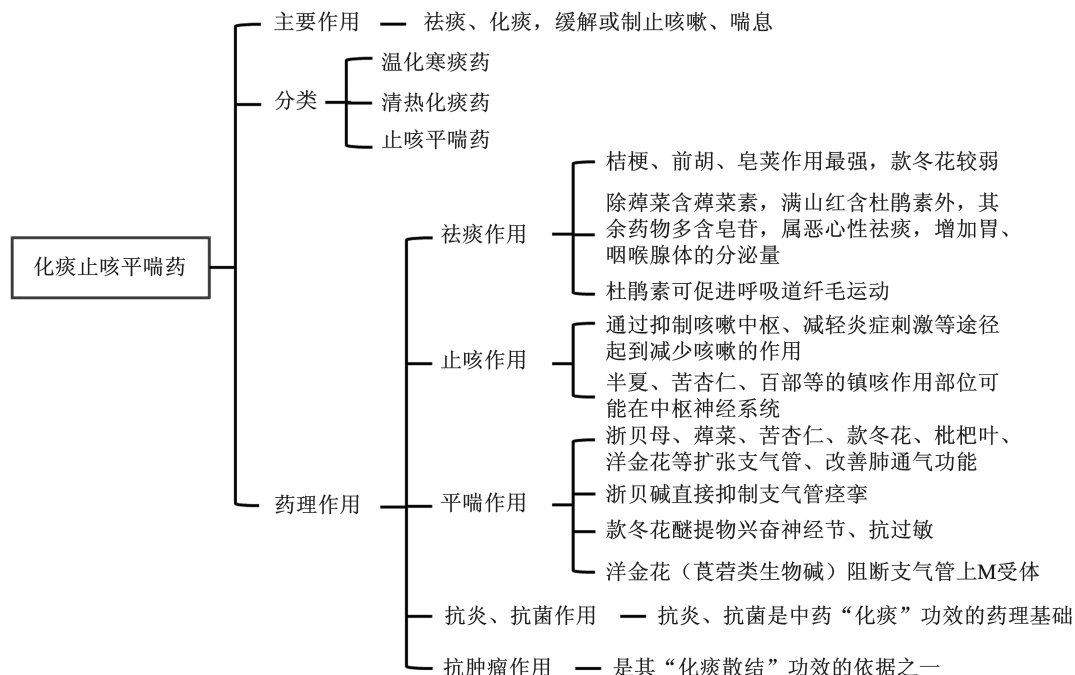 主要作用
祛痰、化痰，缓解或制止咳嗽、喘息
分类
温化寒痰药
清热化痰药
止咳平喘药
化痰止咳平喘药
药理作用
祛痰作用
桔梗、前胡、皂荚作用最强，款冬花较弱
除蔊菜含蔊菜素，满山红含杜鹃素外，其
余药物多含皂苷，属恶心性祛痰，增加胃、
咽喉腺体的分泌量
杜鹃素可促进呼吸道纤毛运动
止咳作用
通过抑制咳嗽中枢、减轻炎症刺激等途径
起到减少咳嗽的作用
半夏、苦杏仁、百部等的镇咳作用部位可
能在中枢神经系统
平喘作用
浙贝母、蔊菜、苦杏仁、款冬花、枇杷叶、
洋金花等扩张支气管、改善肺通气功能
浙贝碱直接抑制支气管痉挛
款冬花醚提物兴奋神经节、抗过敏
洋金花（莨菪类生物碱）阻断支气管上M受体
抗炎、抗菌作用
抗炎、抗菌是中药“化痰”功效的药理基础
抗肿瘤作用
是其“化痰散结”功效的依据之一